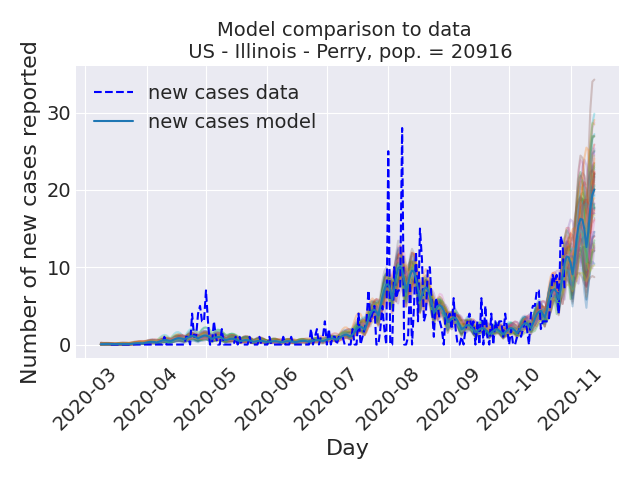 Model comparison to data
US - Illinois - Perry, pop. = 20916
new cases data
new cases model
Number of new cases reported
30
20
10
0
2020-03
2020-04
2020-05
2020-06
2020-07
2020-08
2020-09
2020-10
2020-11
Day